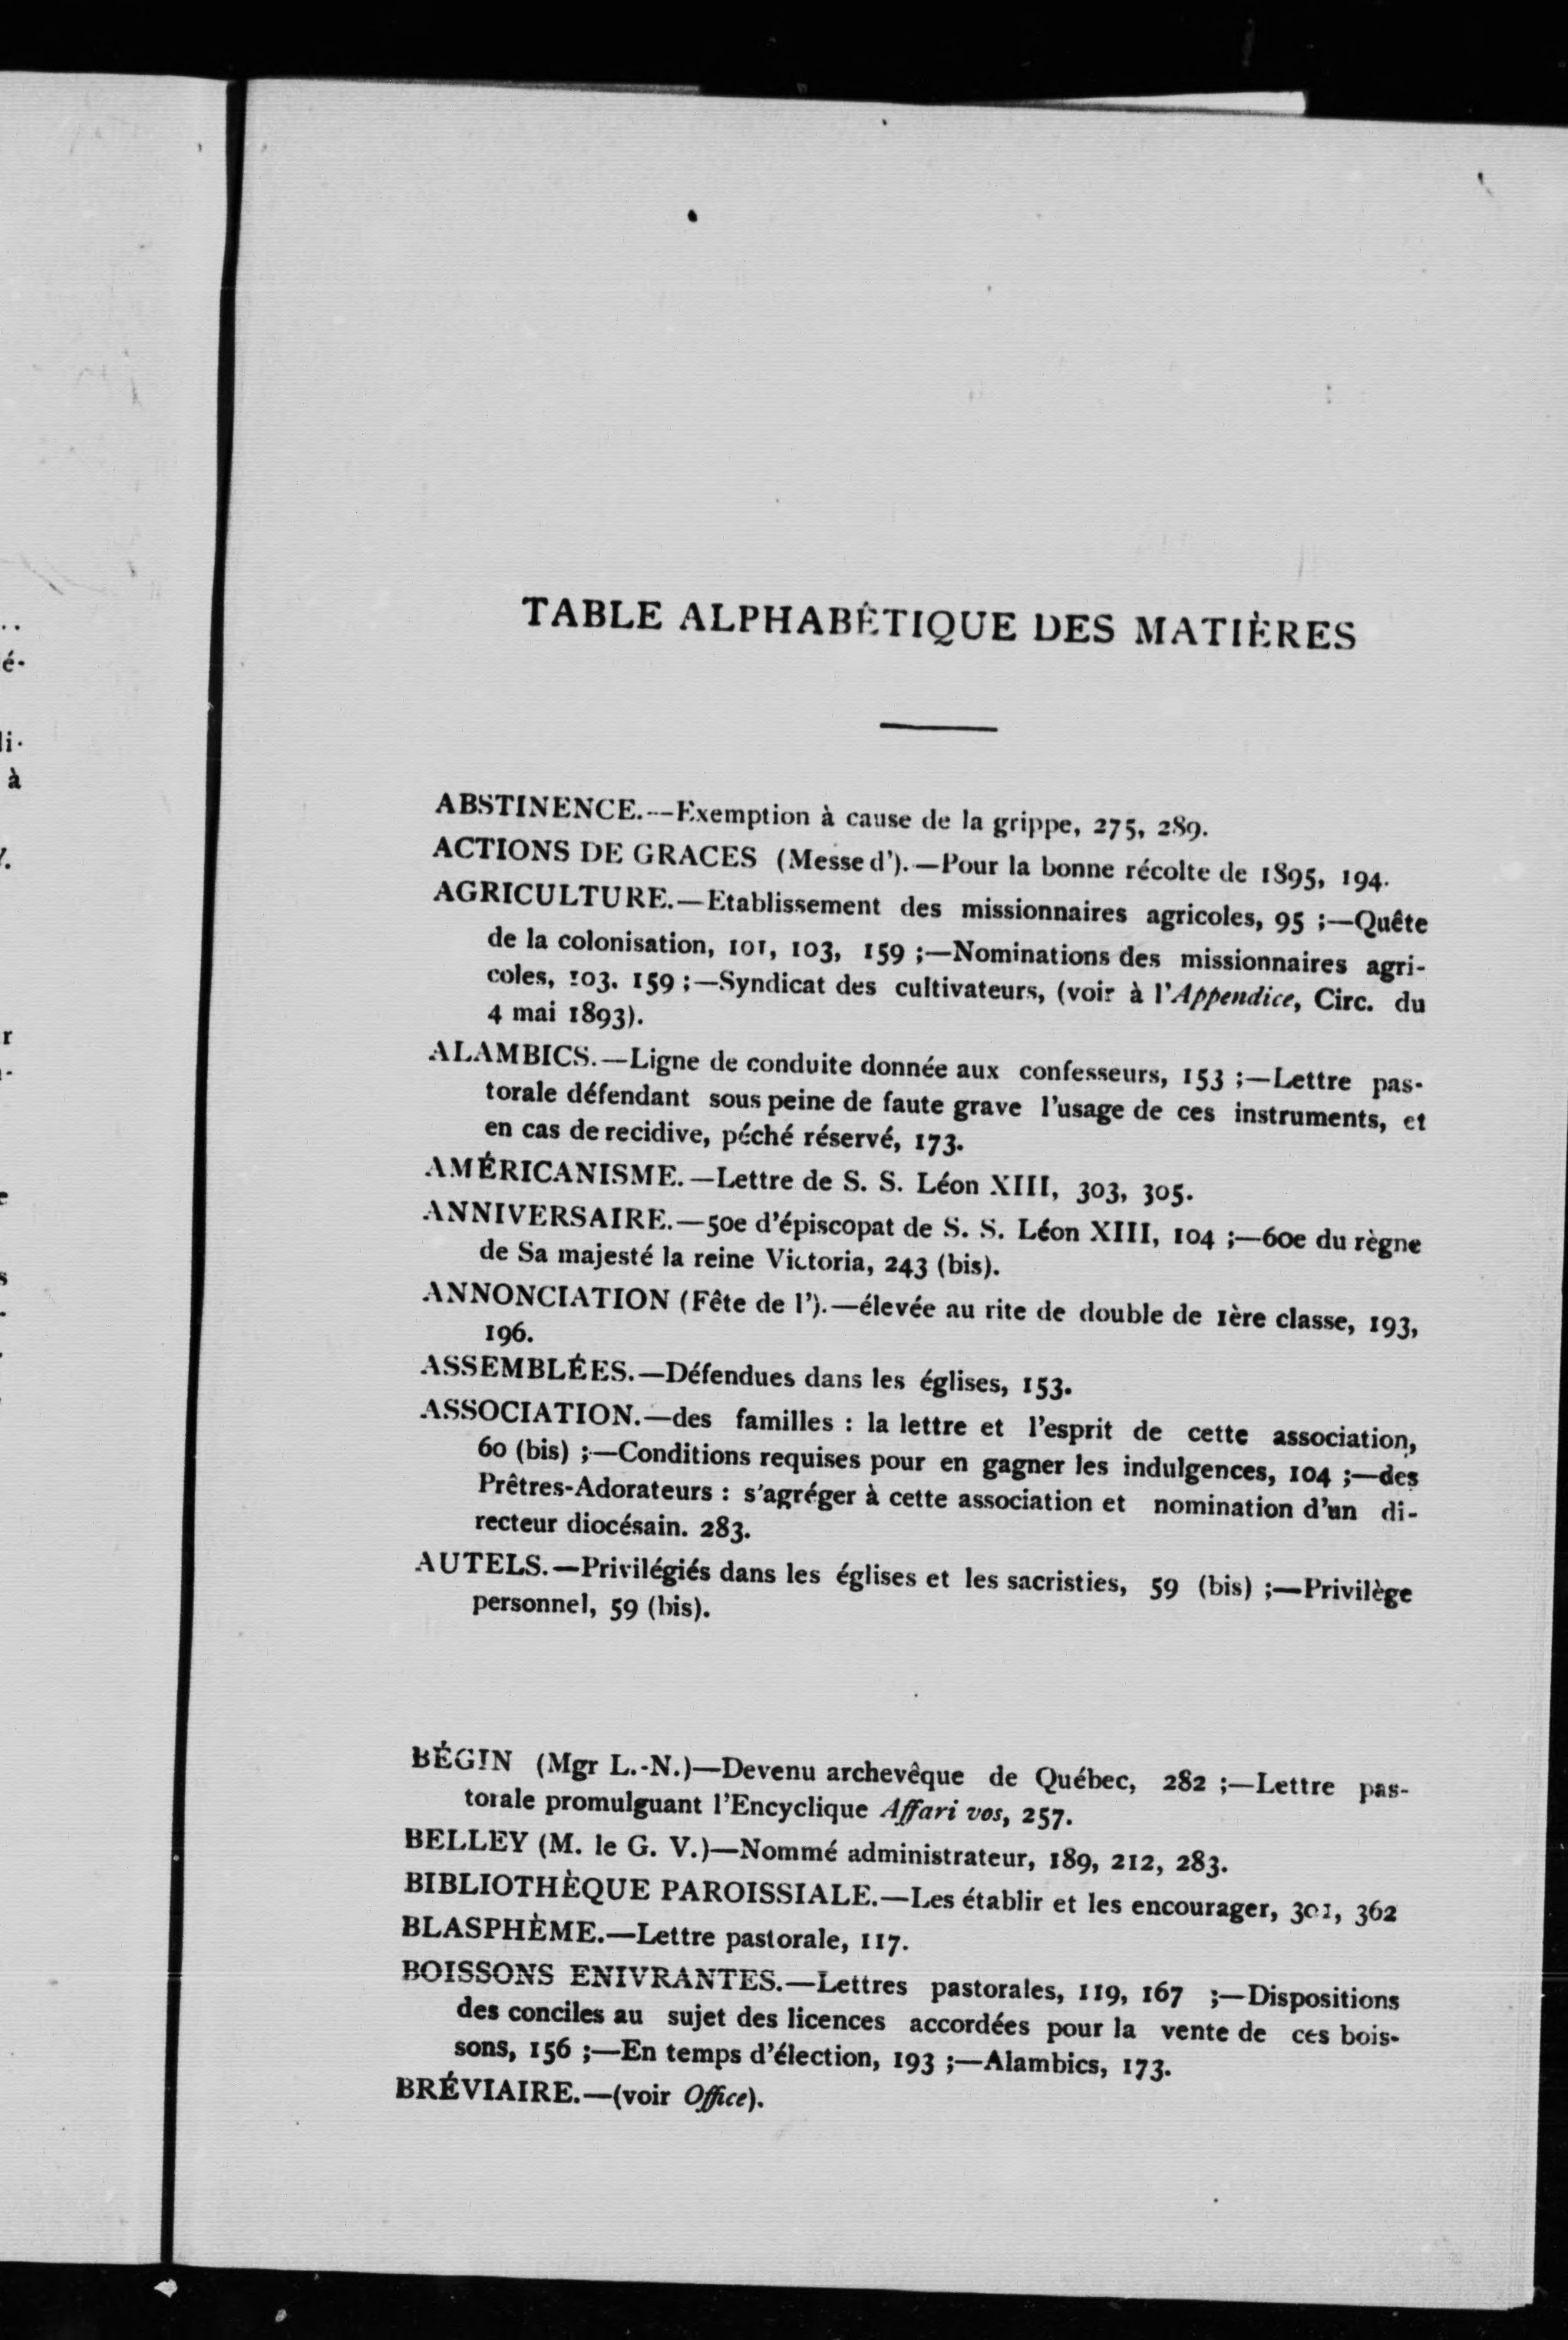 TABLE ALPHABÉTIQUE DES MATIÈRES
ABSTINENCE.—Exemption à cause de la grippe, 275, 289.
ACTIONS DE GRACES (Messe d').—Pour la bonne récolte de 1895, 194.
AGRICULTURE.—Etablissement des missionnaires agricoles, 95 ;—Quête
de la colonisation, 101, 103, 159 ;—Nominations des missionnaires agri-
coles, 103. 159 ;—Syndicat des cultivateurs, (voir à l'Appendice, Circ. du
4 mai 1893).
ALAMBICS.—Ligne de conduite donnée aux confesseurs, 153 ;—Lettre pas-
torale défendant sous peine de faute grave l'usage de ces instruments, et
en cas de recidive, péché réservé, 173.
AMÉRICANISME.—Lettre de S. S. Léon XIII, 303, 305.
ANNIVERSAIRE.—50e d'épiscopat de S. S. Léon XIII, 104 ;—60e du règne
de Sa majesté la reine Victoria, 243 (bis).
ANNONCIATION (Fête de l').—élevée au rite de double de 1ère classe, 193,
196.
ASSEMBLÉES.—Défendues dans les églises, 153.
ASSOCIATION.—des familles : la lettre et l'esprit de cette association,
60 (bis) ;—Conditions requises pour en gagner les indulgences, 104 ;—des
Prêtres-Adorateurs : s'agréger à cette association et nomination d'un di-
recteur diocésain. 283.
AUTELS.—Privilégiés dans les églises et les sacristies, 59 (bis) ;—Privilège
personnel, 59 (bis).
BÉGIN (Mgr L.-N.)—Devenu archevêque de Québec, 282 ;—Lettre pas-
torale promulguant l'Encyclique Affari vos, 257.
BELLEY (M. le G. V.)—Nommé administrateur, 189, 212, 283.
BIBLIOTHÈQUE PAROISSIALE.—Les établir et les encourager, 301, 362
BLASPHÈME.—Lettre pastorale, 117.
BOISSONS ENIVRANTES.—Lettres pastorales, 119, 167 ;—Dispositions
des conciles au sujet des licences accordées pour la vente de ces bois-
sons, 156 ;—En temps d'élection, 193 ;—Alambics, 173.
BRÉVIAIRE.—(voir Office).